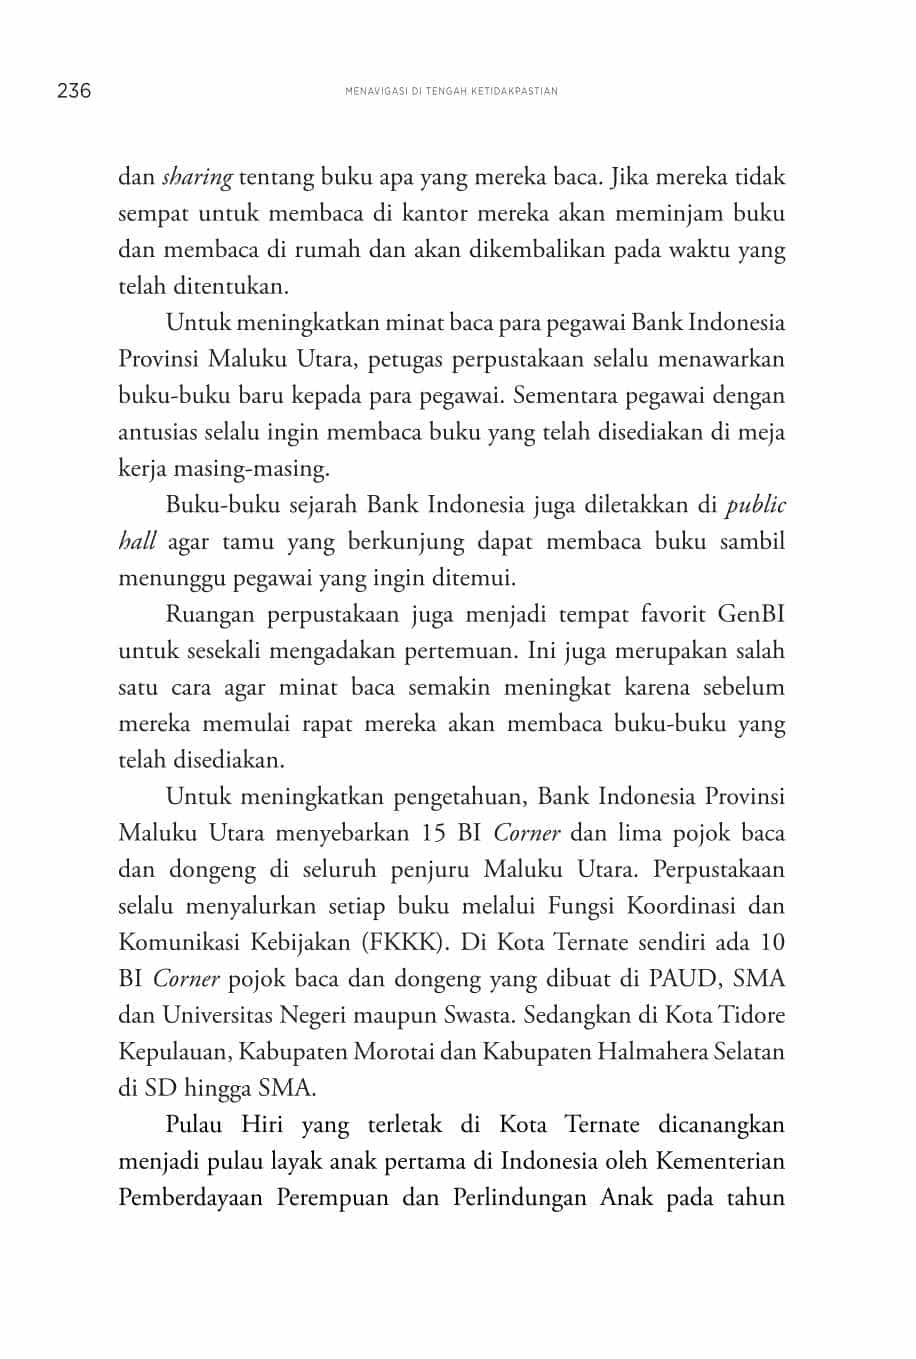 236
MENAVIGASI DI TENGAH KETIDAKPASTIAN
dan sharing tentang buku apa yang mereka baca. Jika mereka tidak
sempat untuk membaca di kantor mereka akan meminjam buku
dan membaca di rumah dan akan dikembalikan pada waktu yang
telah ditentukan.
Untuk meningkatkan minat baca para pegawai Bank Indonesia
Provinsi Maluku Utara, petugas perpustakaan selalu menawarkan
buku-buku baru kepada para pegawai. Sementara pegawai dengan
antusias selalu ingin membaca buku yang telah disediakan di meja
kerja masing-masing.
Buku-buku sejarah Bank Indonesia juga diletakkan di public
hall agar tamu yang berkunjung dapat membaca buku sambil
menunggu pegawai yang ingin ditemui.
Ruangan perpustakaan juga menjadi tempat favorit GenBI
untuk sesekali mengadakan pertemuan. Ini juga merupakan salah
satu cara agar minat baca semakin meningkat karena sebelum
mereka memulai rapat mereka akan membaca buku-buku yang
telah disediakan.
Untuk meningkatkan pengetahuan, Bank Indonesia Provinsi
Maluku Utara menyebarkan 15 BI Corner dan lima pojok baca
dan dongeng di seluruh penjuru Maluku Utara. Perpustakaan
selalu menyalurkan setiap buku melalui Fungsi Koordinasi dan
Komunikasi Kebijakan (FKKK). Di Kota Ternate sendiri ada 10
BI Corner pojok baca dan dongeng yang dibuat di PAUD, SMA
dan Universitas Negeri maupun Swasta. Sedangkan di Kota Tidore
Kepulauan, Kabupaten Morotai dan Kabupaten Halmahera Selatan
di SD hingga SMA.
Pulau Hiri yang terletak di Kota Ternate dicanangkan
menjadi pulau layak anak pertama di Indonesia oleh Kementerian
Pemberdayaan Perempuan dan Perlindungan Anak pada tahun